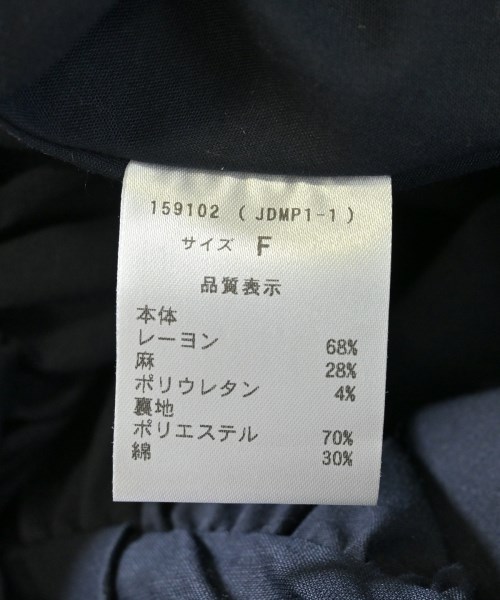 159102 ( JDMP1-1 )
サイズ F
品質表示
本体
レーヨン 68%
麻 28%
ポリウレタン 4%
裏地
ポリエステル 70%
綿 30%